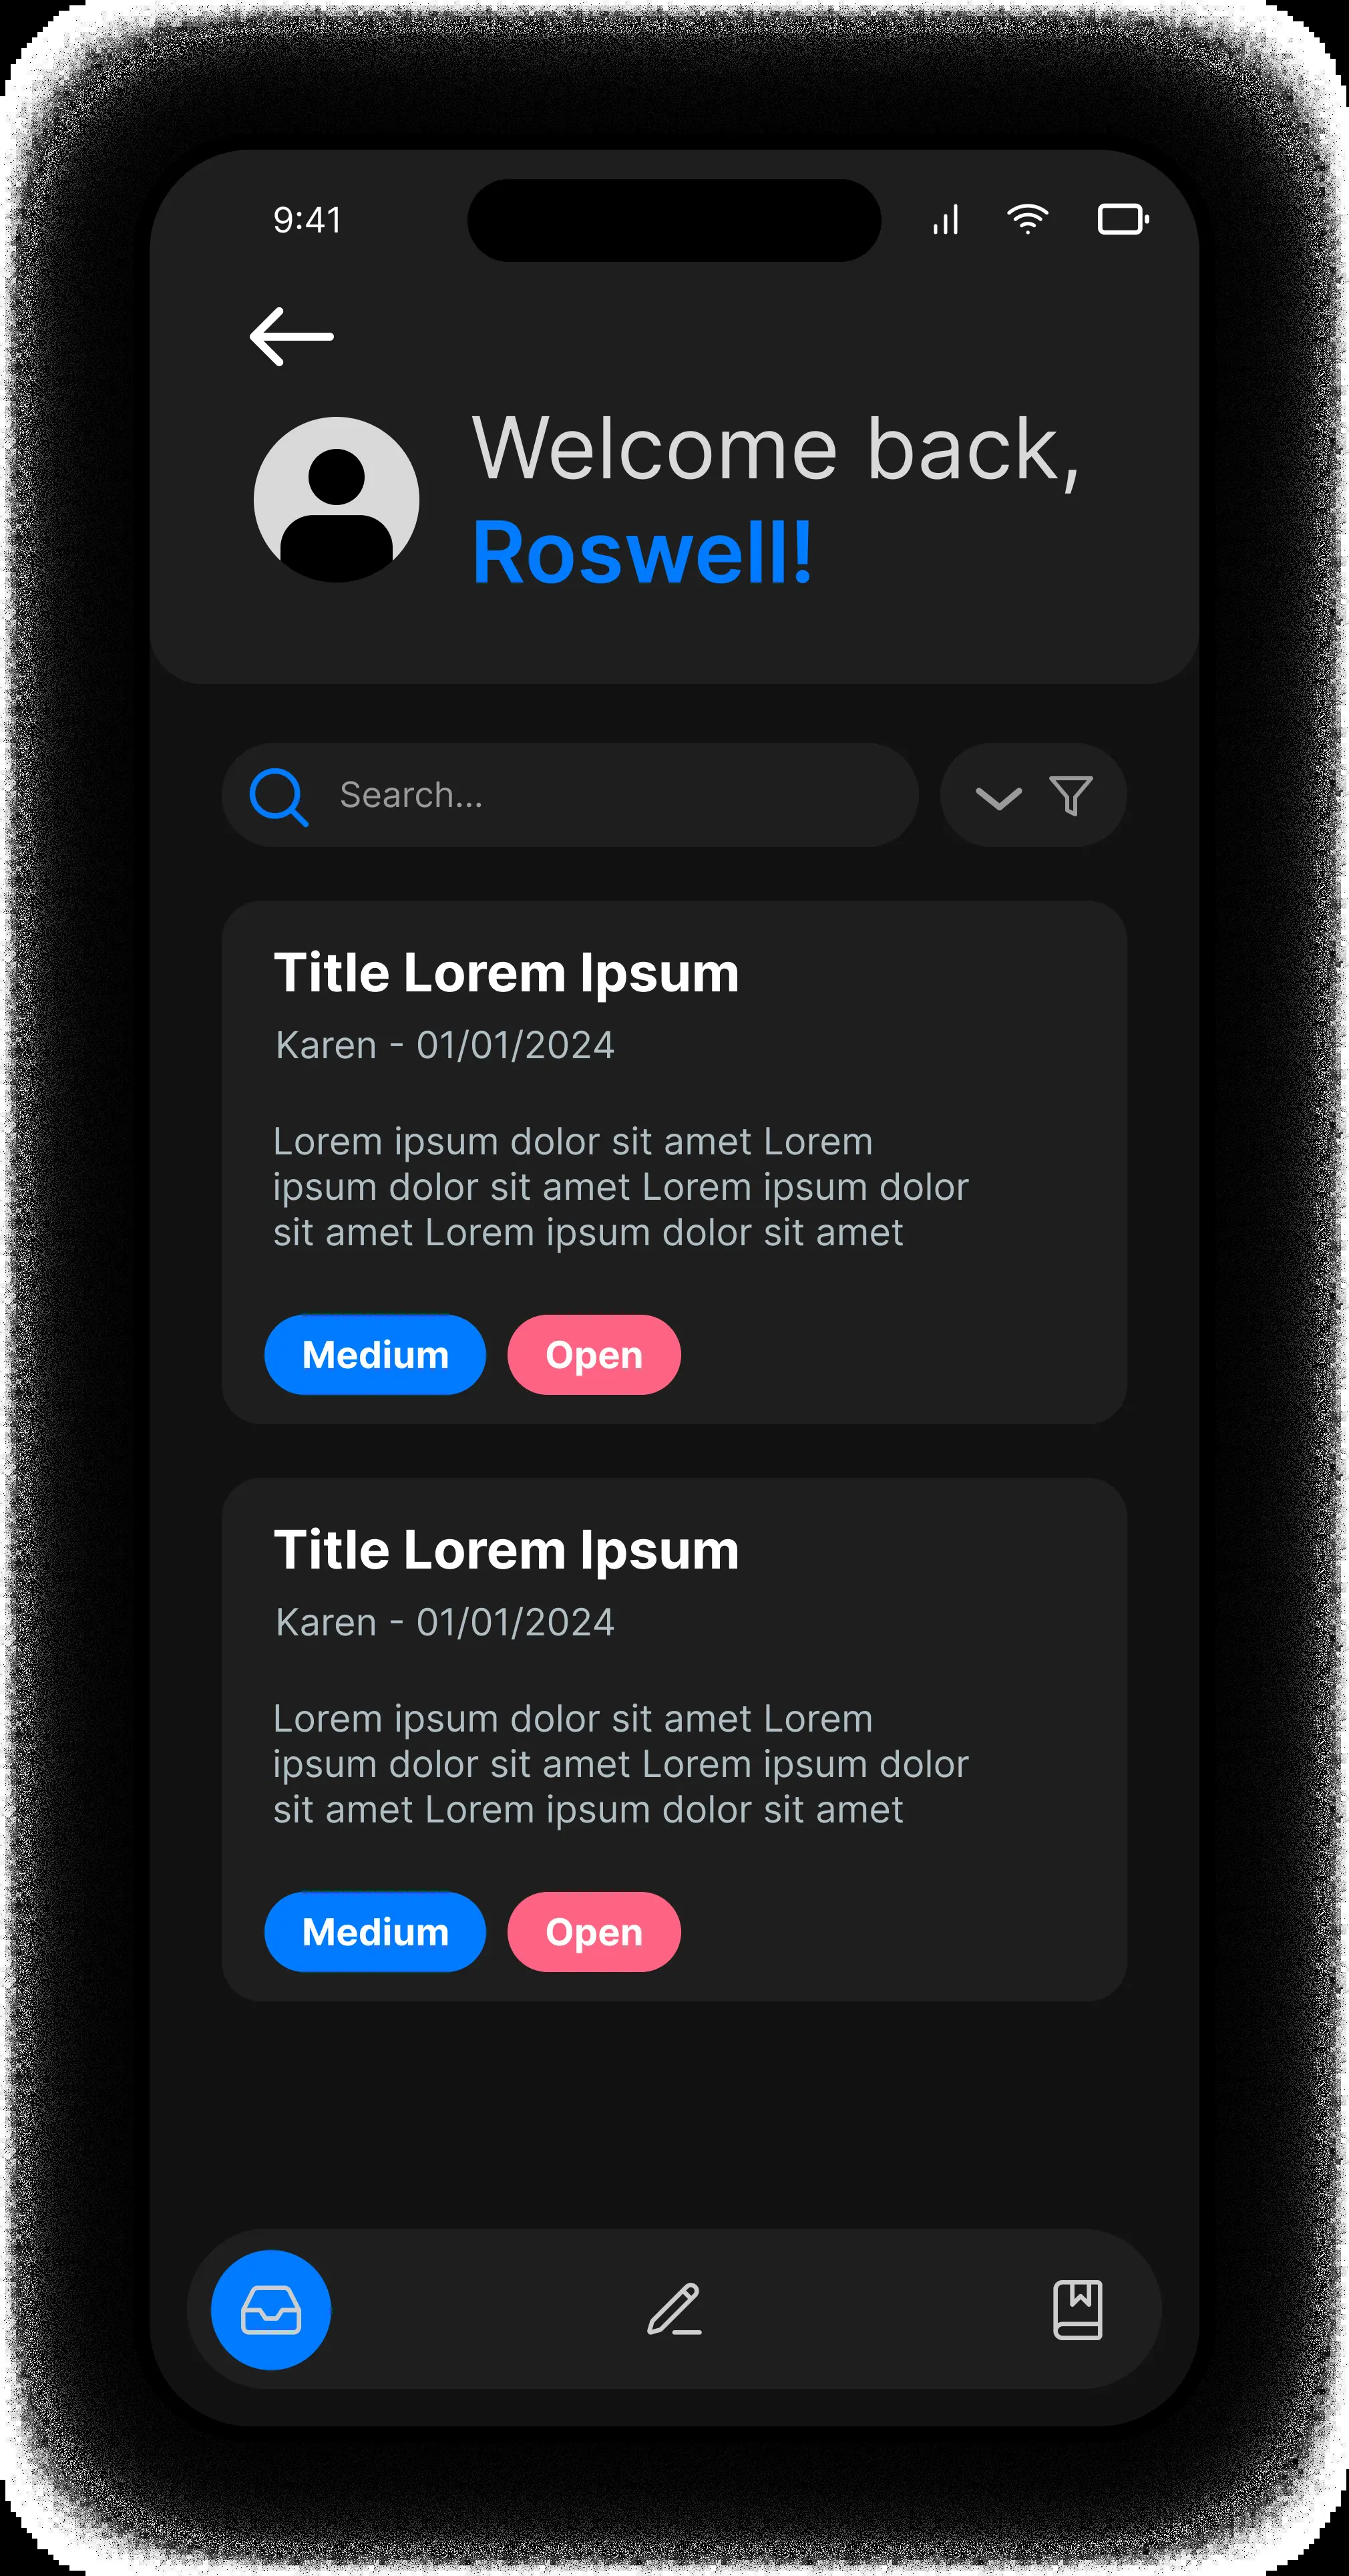 9:41
Welcome back,
Roswell!
Search...
Title Lorem Ipsum
Karen - 01/01/2024
Lorem ipsum dolor sit amet Lorem
ipsum dolor sit amet Lorem ipsum dolor
sit amet Lorem ipsum dolor sit amet
Medium Open
Title Lorem Ipsum
Karen - 01/01/2024
Lorem ipsum dolor sit amet Lorem
ipsum dolor sit amet Lorem ipsum dolor
sit amet Lorem ipsum dolor sit amet
Medium Open